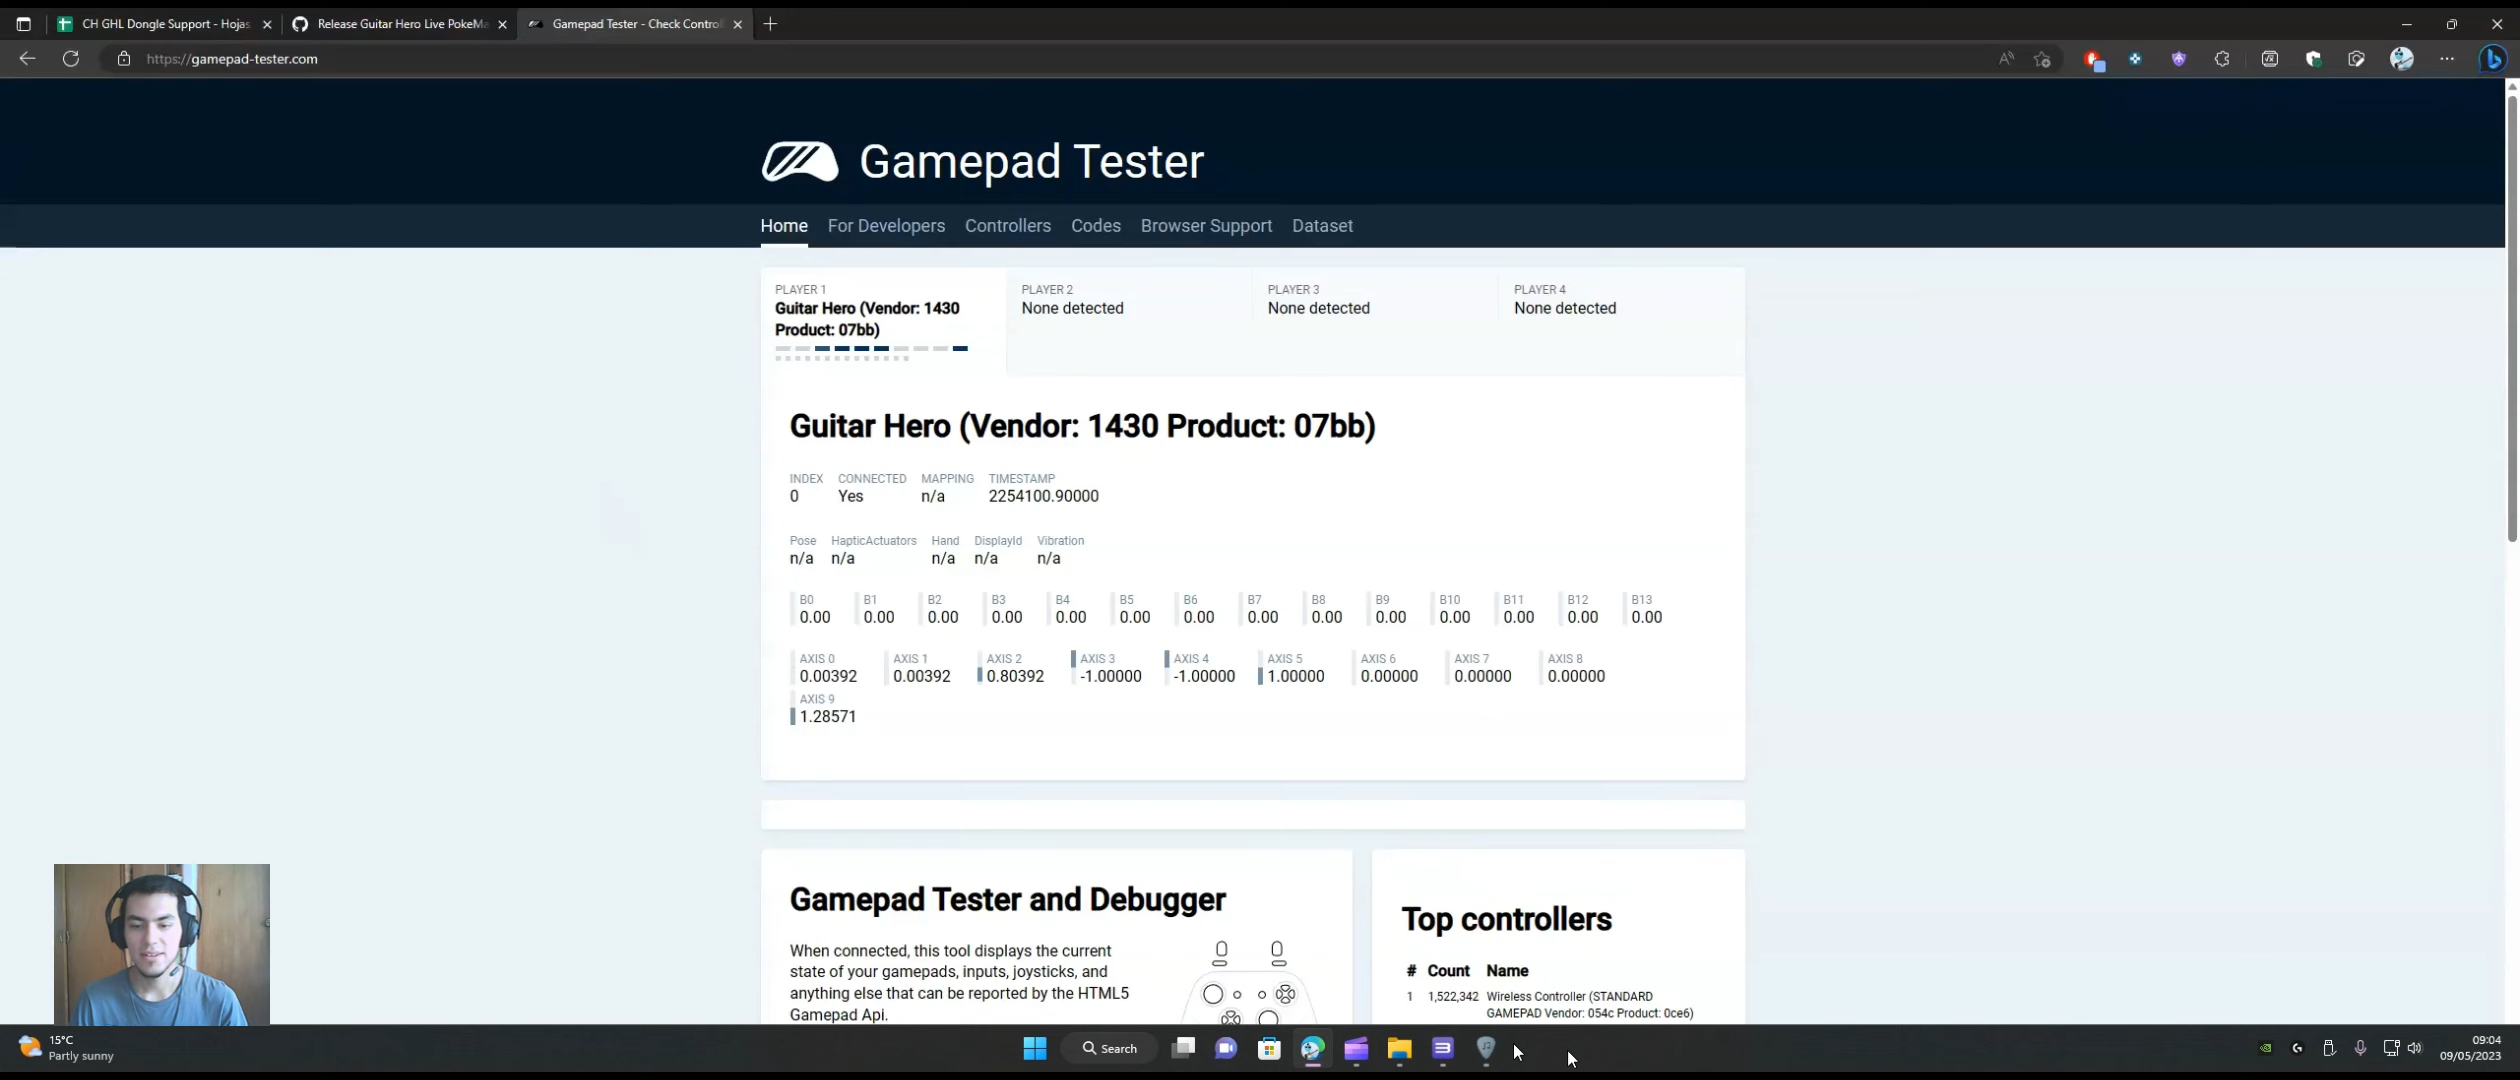 CH GHL Dongle Support - Hojas
Release Guitar Hero Live PokeMa
Gamepad Tester - Check Control
https://gamepad-tester.com
Gamepad Tester
Home For Developers Controllers Codes Browser Support Dataset
PLAYER 1 PLAYER 2 PLAYER 3 PLAYER 4
Guitar Hero (Vendor: 1430 None detected None detected None detected
Product: 07bb)
Guitar Hero (Vendor: 1430 Product: 07bb)
INDEX CONNECTED MAPPING TIMESTAMP
0 Yes n/a 2254100.90000
Pose HapticActuators Hand DisplayId Vibration
n/a n/a n/a n/a n/a
B0 B1 B2 B3 B4 B5 B6 B7 B8 B9 B10 B11 B12 B13
0.00 0.00 0.00 0.00 0.00 0.00 0.00 0.00 0.00 0.00 0.00 0.00 0.00 0.00
AXIS 0 AXIS 1 AXIS 2 AXIS 3 AXIS 4 AXIS 5 AXIS 6 AXIS 7 AXIS 8
0.00392 0.00392 0.80392 -1.00000 -1.00000 1.00000 0.00000 0.00000 0.00000
AXIS 9
1.28571
Gamepad Tester and Debugger
When connected, this tool displays the current
state of your gamepads, inputs, joysticks, and
anything else that can be reported by the HTML5
Gamepad Api.
Top controllers
# Count Name
1 1,522,342 Wireless Controller (STANDARD
GAMEPAD Vendor: 054c Product: 0ce6)
15°C
Partly sunny
Search
09:04
09/05/2023